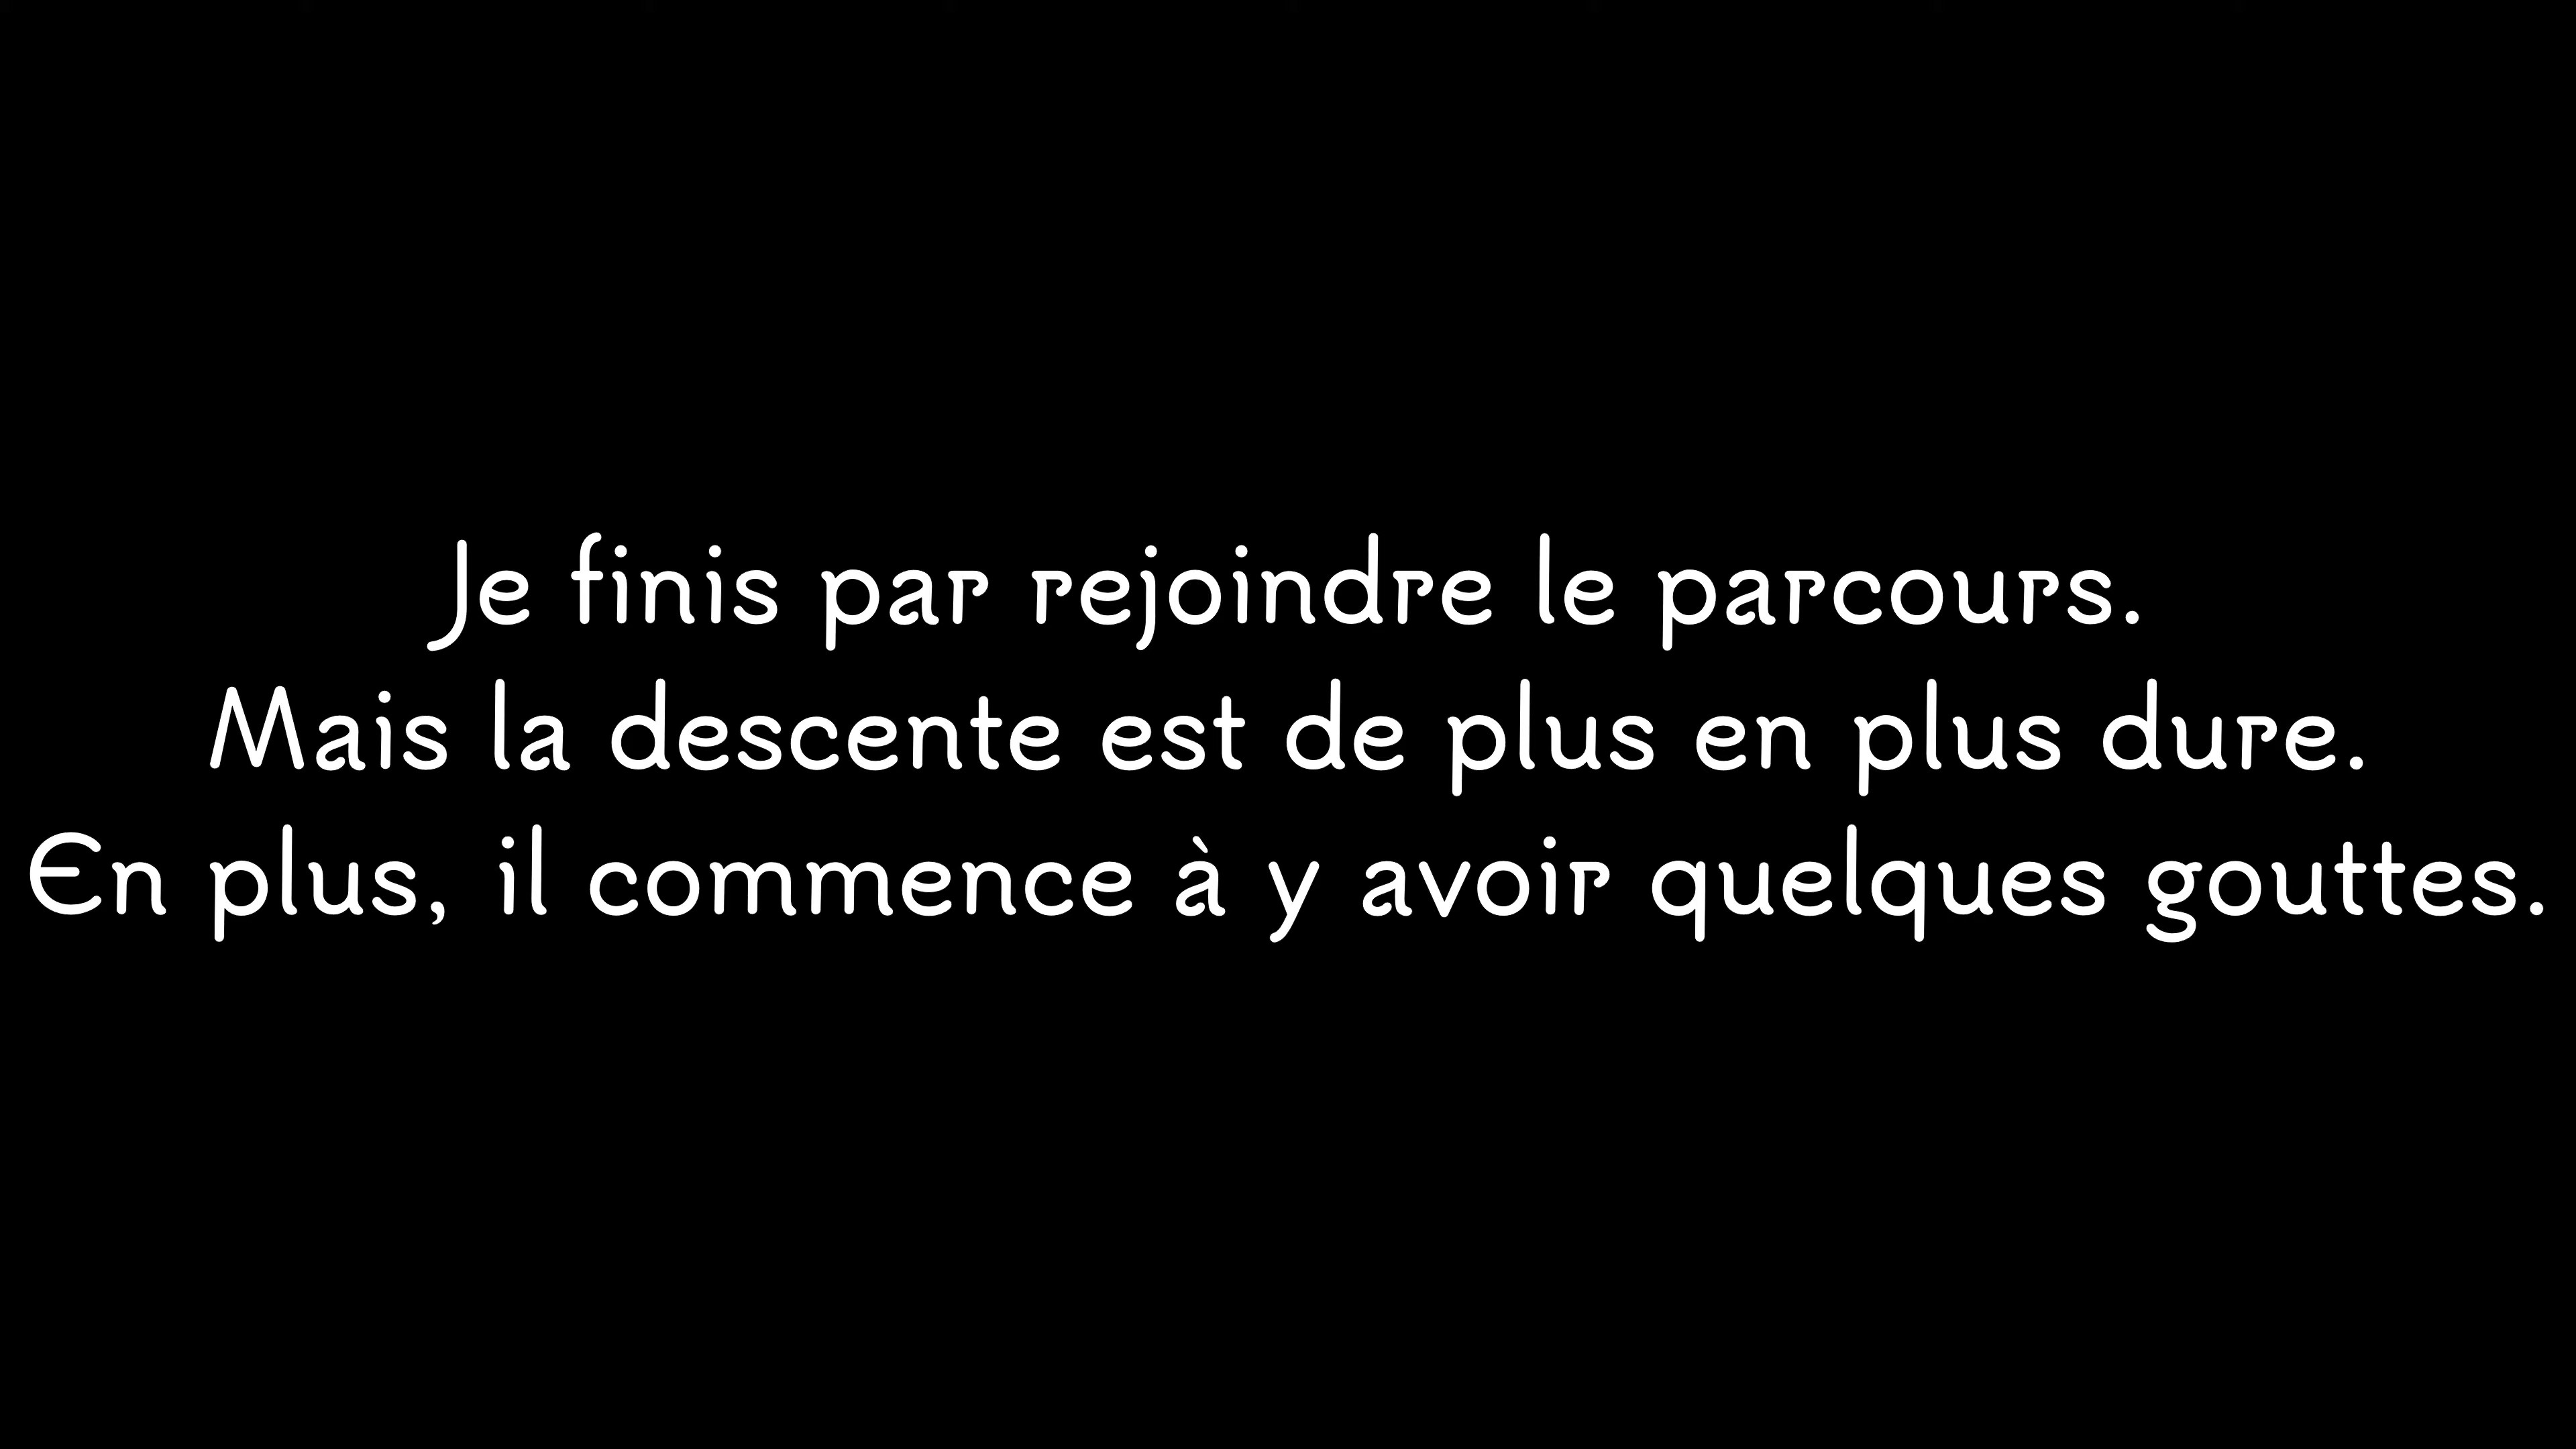 Je finis par rejoindre le parcours.
Mais la descente est de plus en plus dure.
En plus, il commence à y avoir quelques gouttes.